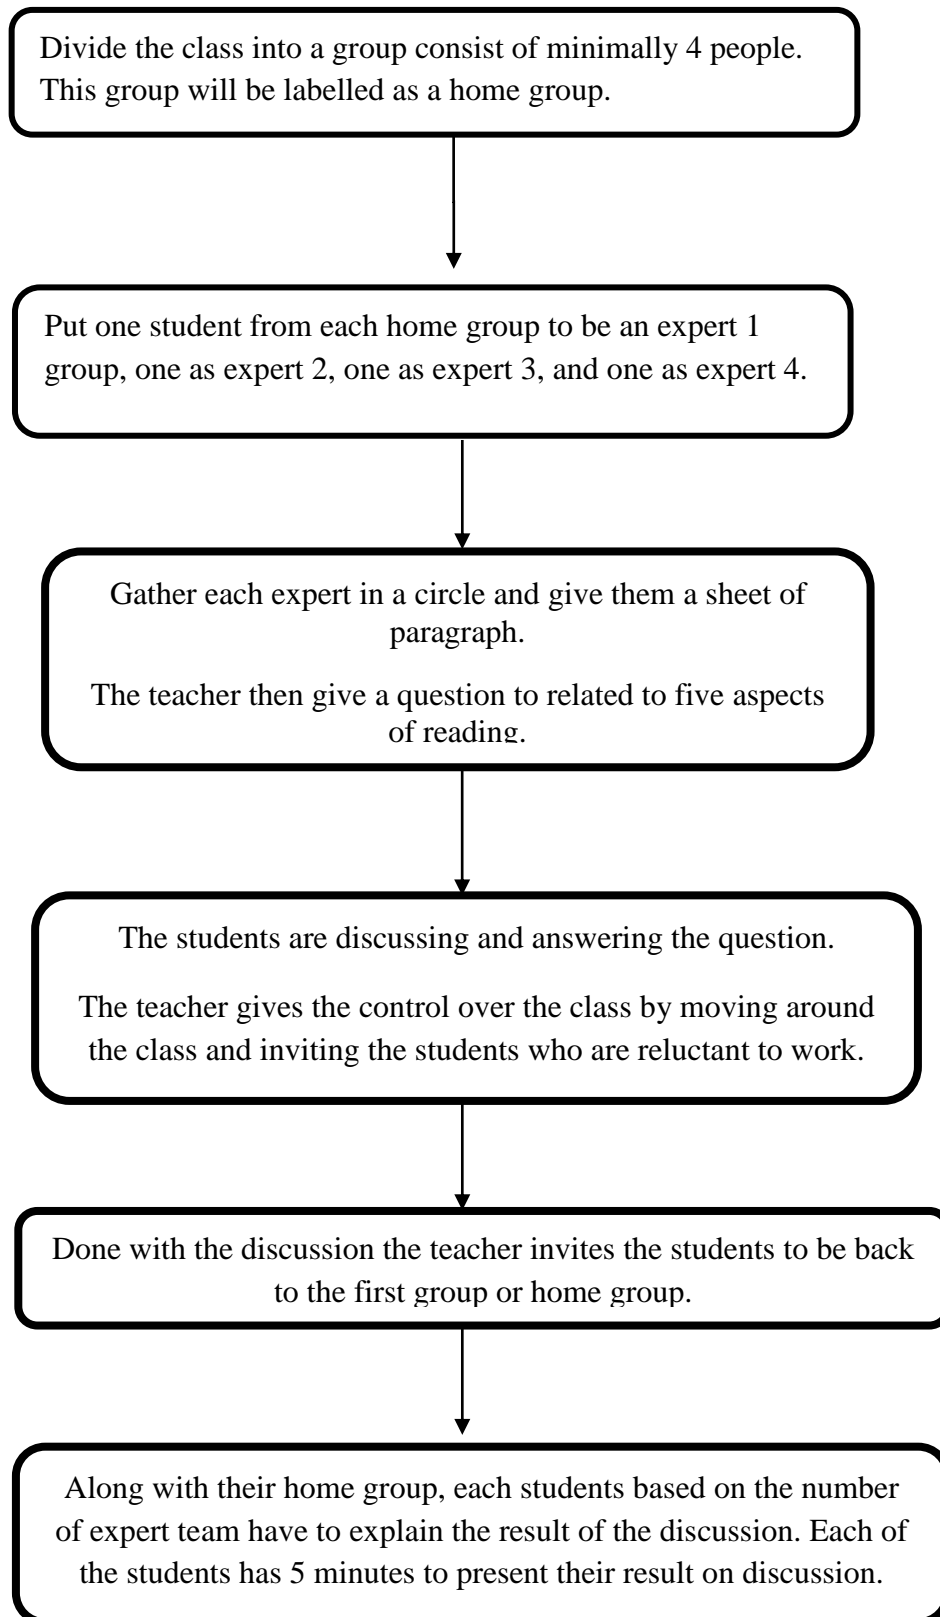 Divide the class into a group consist of minimally 4 people.
This group will be labelled as a home group.
Put one student from each home group to be an expert 1
group, one as expert 2, one as expert 3, and one as expert 4.
Gather each expert in a circle and give them a sheet of
paragraph.
The teacher then give a question to related to five aspects
of reading.
The students are discussing and answering the question.
The teacher gives the control over the class by moving around
the class and inviting the students who are reluctant to work.
Done with the discussion the teacher invites the students to be back
to the first group or home group.
Along with their home group, each students based on the number
of expert team have to explain the result of the discussion. Each of
the students has 5 minutes to present their result on discussion.